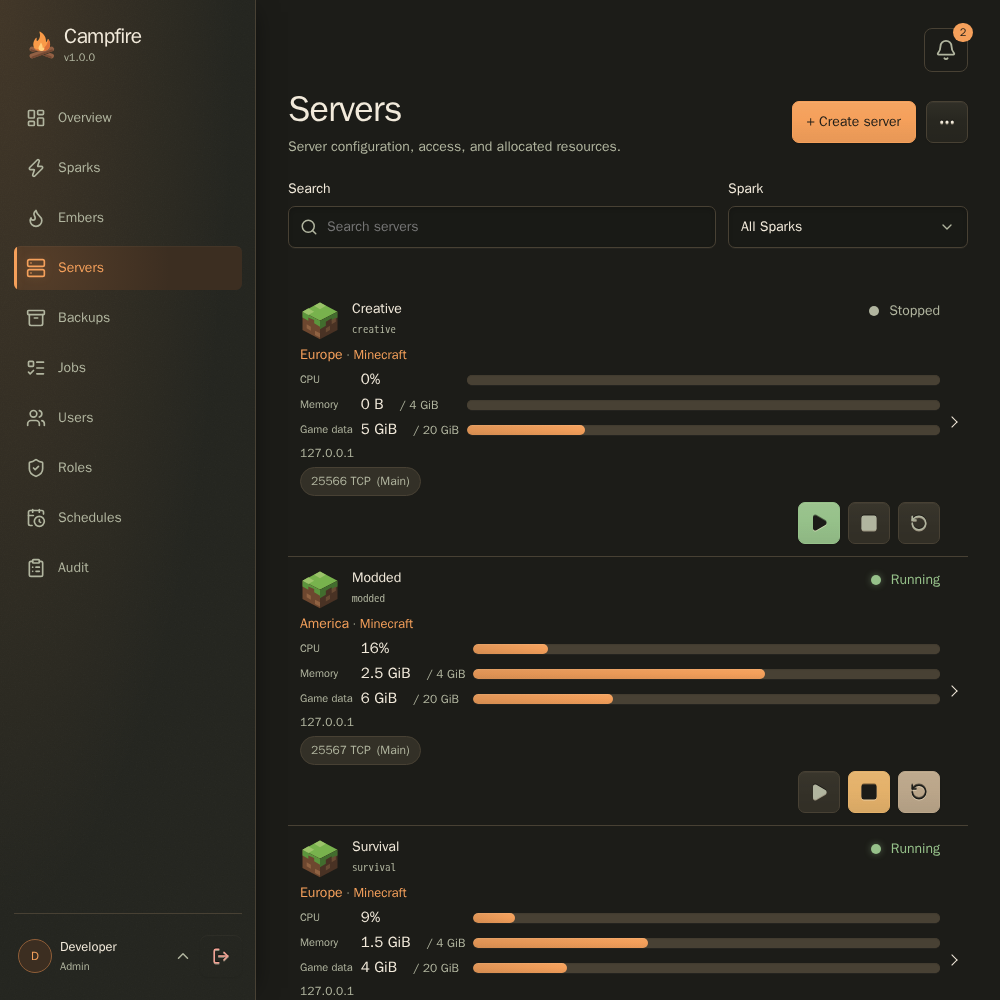 Campfire
v1.0.0
2
Overview
Sparks
Embers
Servers
Backups
Jobs
Users
Roles
Schedules
Audit
D
Developer
Admin
Servers
Server configuration, access, and allocated resources.
+ Create server
Search
Search servers
Spark
All Sparks
Creative
creative
Stopped
Europe · Minecraft
CPU 0%
Memory 0 B / 4 GiB
Game data 5 GiB / 20 GiB
127.0.0.1
25566 TCP (Main)
Modded
modded
Running
America · Minecraft
CPU 16%
Memory 2.5 GiB / 4 GiB
Game data 6 GiB / 20 GiB
127.0.0.1
25567 TCP (Main)
Survival
survival
Running
Europe · Minecraft
CPU 9%
Memory 1.5 GiB / 4 GiB
Game data 4 GiB / 20 GiB
127.0.0.1